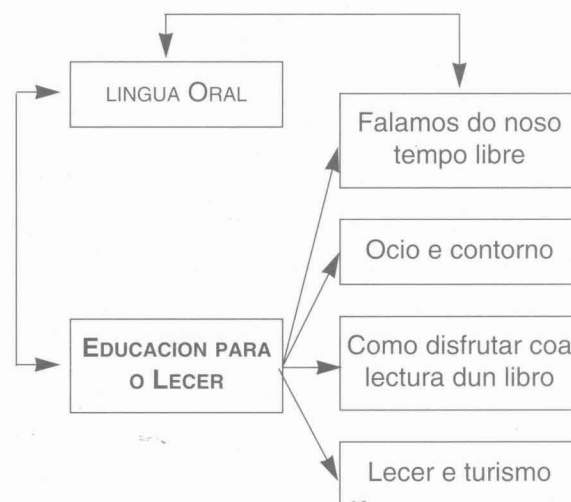 LINGUA ORAL
Falamos do noso
tempo libre
Ocio e contorno
EDUCACION PARA
O LECER
Como disfrutar coa
lectura dun libro
Lecer e turismo